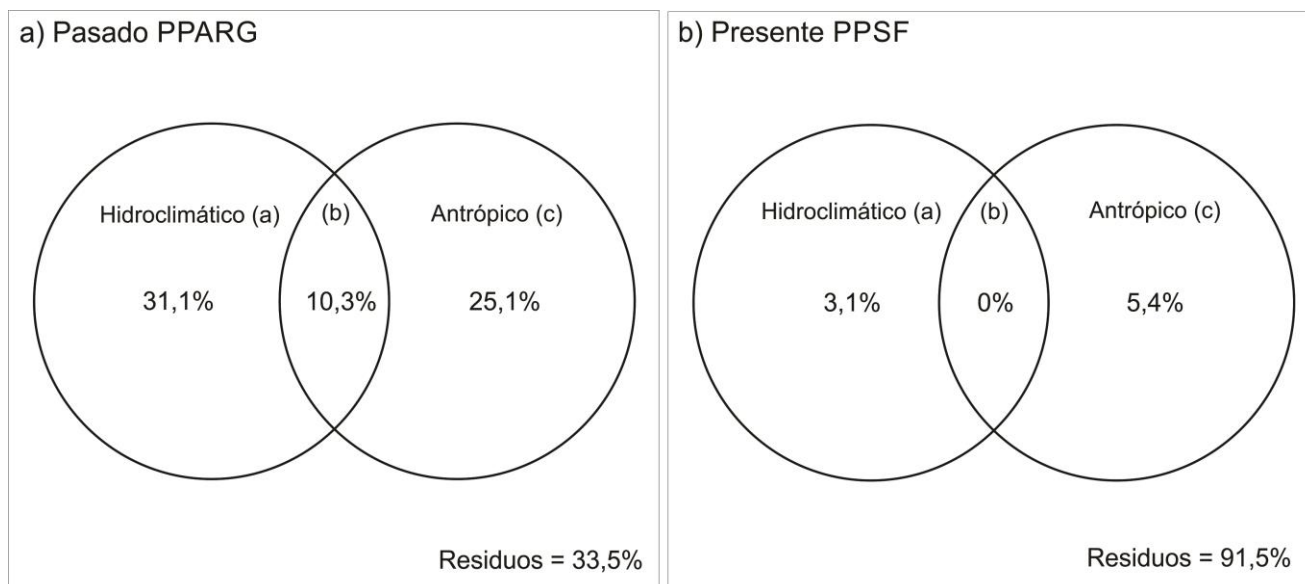 a) Pasado PPARG
Hidroclimático (a)
(b)
Antrópico (c)
31,1%
10,3%
25,1%
Residuos = 33,5%
b) Presente PPSF
Hidroclimático (a)
(b)
Antrópico (c)
3,1%
0%
5,4%
Residuos = 91,5%